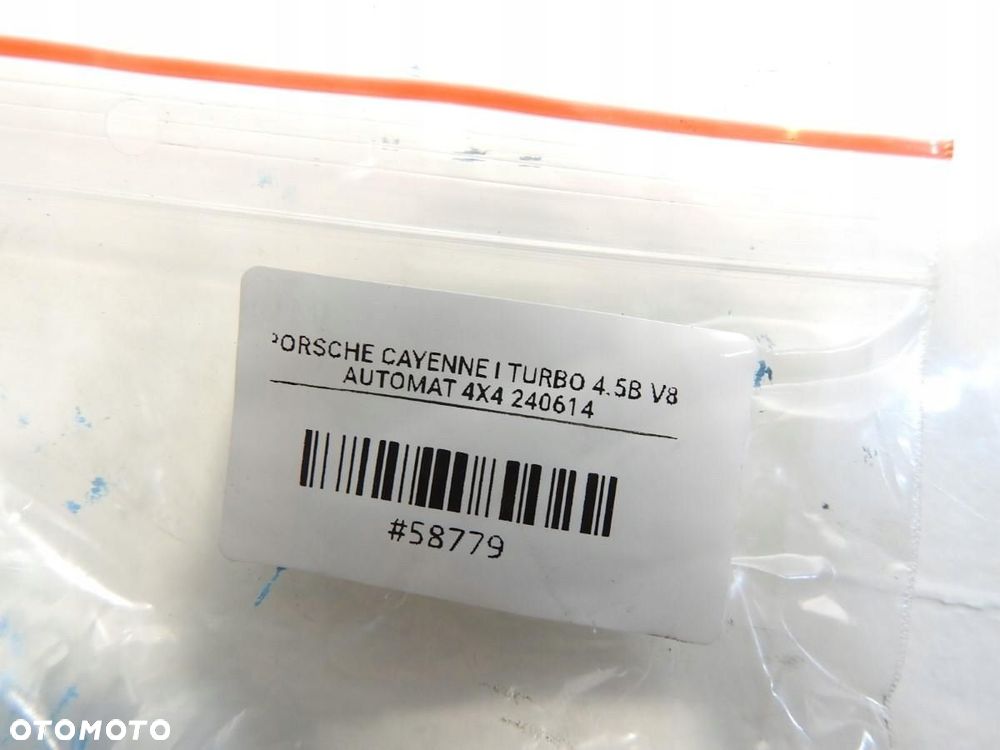 PORSCHE CAYENNE I TURBO 4.5B V8
AUTOMAT 4X4 240614
#58779
OTOMOTO